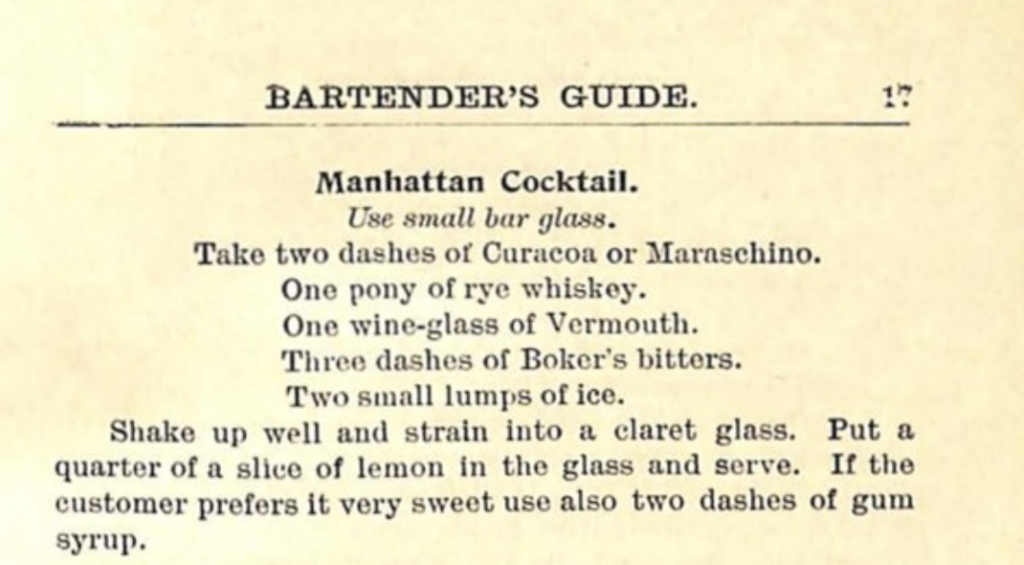 BARTENDER'S GUIDE. 17
Manhattan Cocktail.
Use small bar glass.
Take two dashes of Curacoa or Maraschino.
One pony of rye whiskey.
One wine-glass of Vermouth.
Three dashes of Boker's bitters.
Two small lumps of ice.
Shake up well and strain into a claret glass. Put a
quarter of a slice of lemon in the glass and serve. If the
customer prefers it very sweet use also two dashes of gum
syrup.